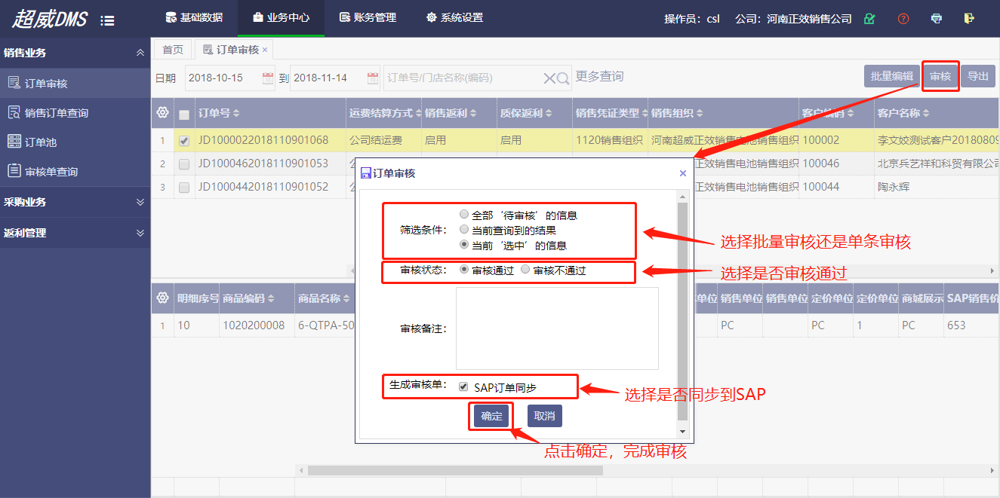 超威DMS
基础数据 业务中心 账务管理 系统设置
操作员：csl 公司：河南正效销售公司
销售业务
订单审核
销售订单查询
订单池
审核单查询
采购业务
返利管理
首页 订单审核 ×
日期 2018-10-15 到 2018-11-14 订单号/门店名称(编码) 更多查询 批量编辑 审核 导出
订单号 运费结算方式 销售返利 质保返利 销售凭证类型 销售组织 客户编码 客户名称
1 JD1000022018110901068 公司结运费 启用 启用 1120销售组织 河南超威正效销售电池销售组织 100002 李文姣测试客户20180809
2 JD1000462018110901053 正效销售电池销售组织 100046 北京兵艺祥和科贸有限公司
3 JD1000442018110901052 正效销售电池销售组织 100044 陶永辉
订单审核 ×
筛选条件：
全部‘待审核’的信息
当前查询到的结果
当前‘选中’的信息
选择批量审核还是单条审核
审核状态： 审核通过 审核不通过
选择是否审核通过
审核备注：
生成审核单： SAP订单同步
选择是否同步到SAP
确定 取消
点击确定，完成审核
明细序号 商品编码 商品名称 单位 销售单位 销售单位 定价单位 定价单位 商城展示 SAP销售价
1 10 1020200008 6-QTPA-50 PC PC 1 PC 653